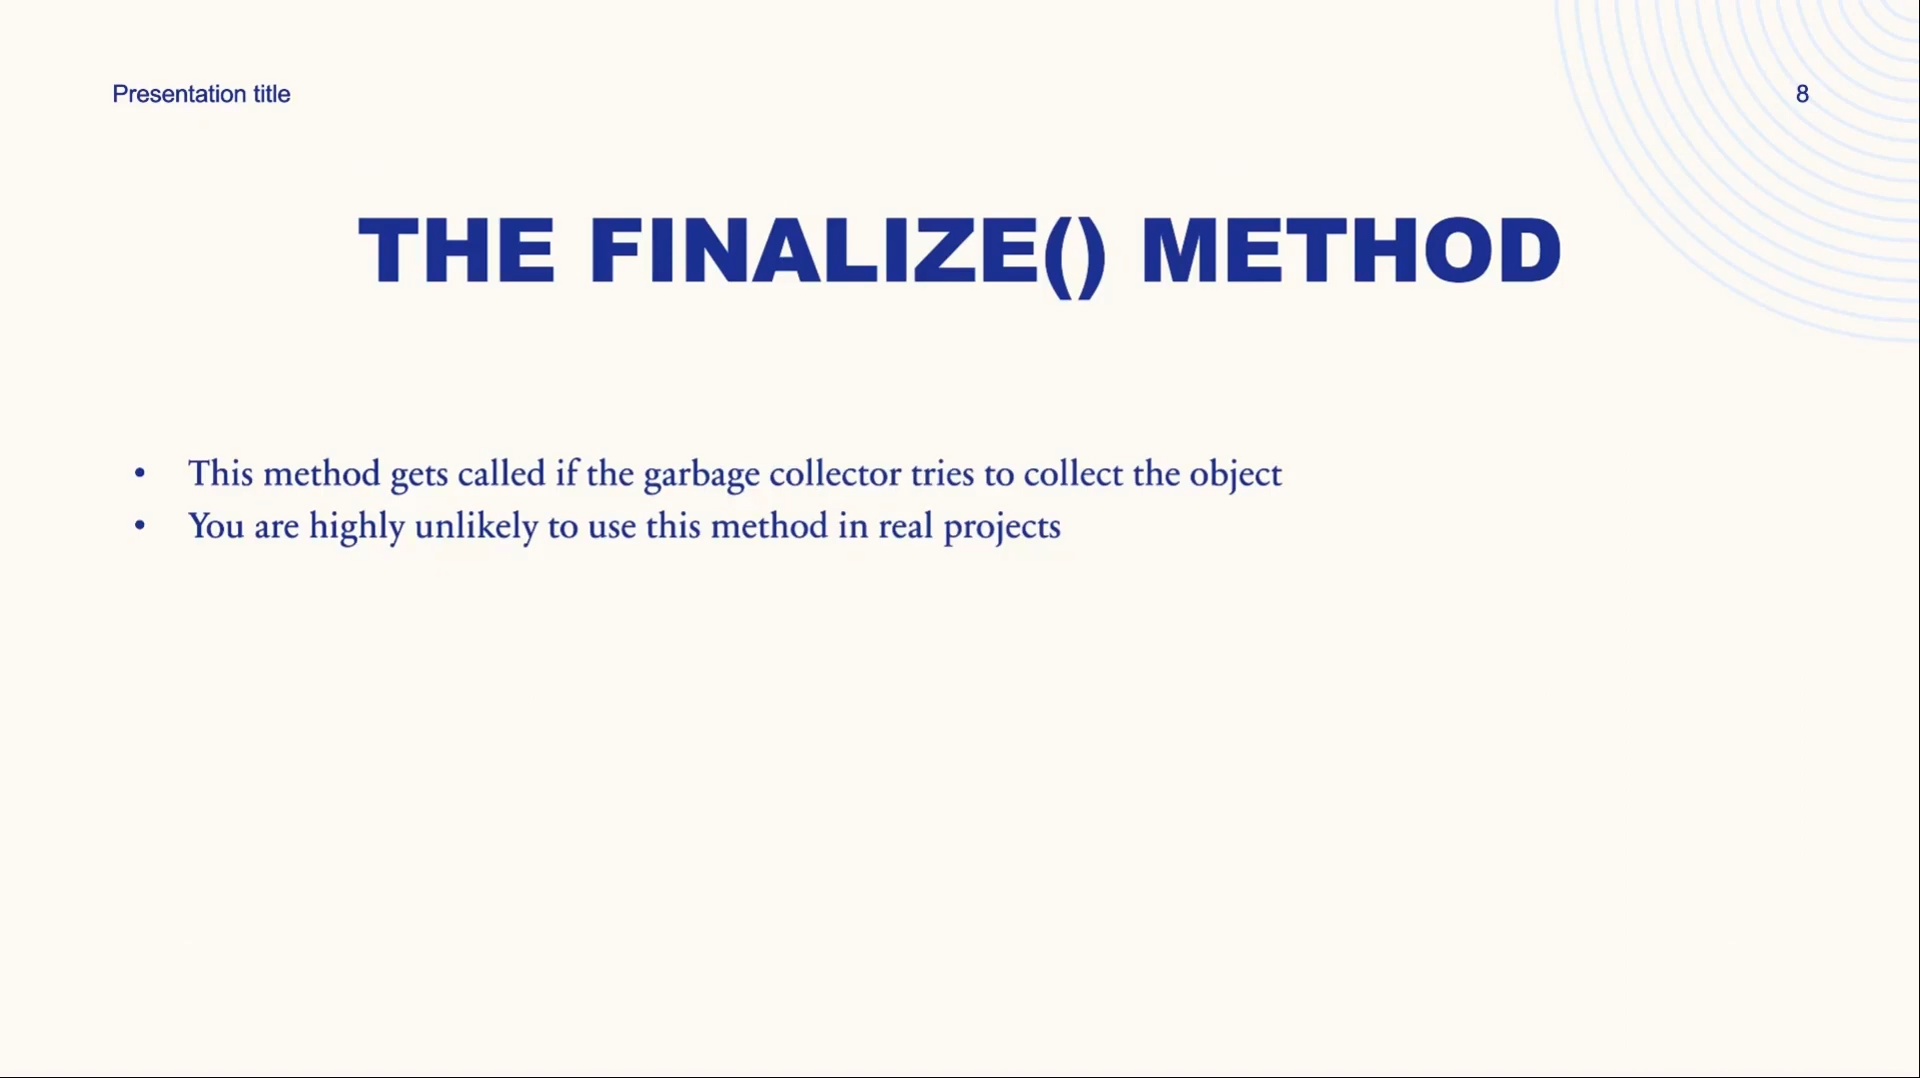 Presentation title
8
THE FINALIZE() METHOD
• This method gets called if the garbage collector tries to collect the object
• You are highly unlikely to use this method in real projects